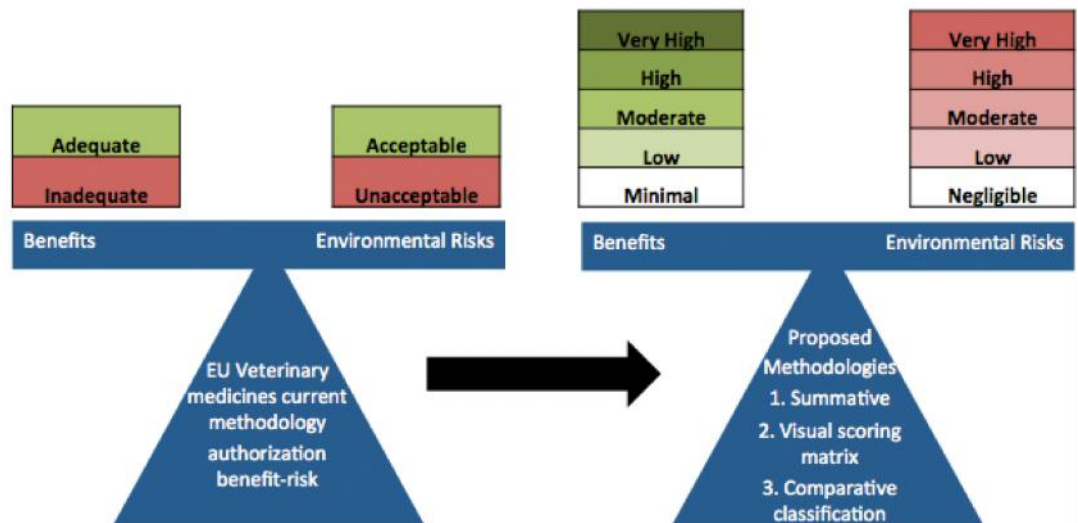 Adequate
Inadequate
Acceptable
Unacceptable
Benefits
Environmental Risks
EU Veterinary
medicines current
methodology
authorization
benefit-risk
Very High
High
Moderate
Low
Minimal
Very High
High
Moderate
Low
Negligible
Benefits
Environmental Risks
Proposed
Methodologies
1. Summative
2. Visual scoring
matrix
3. Comparative
classification